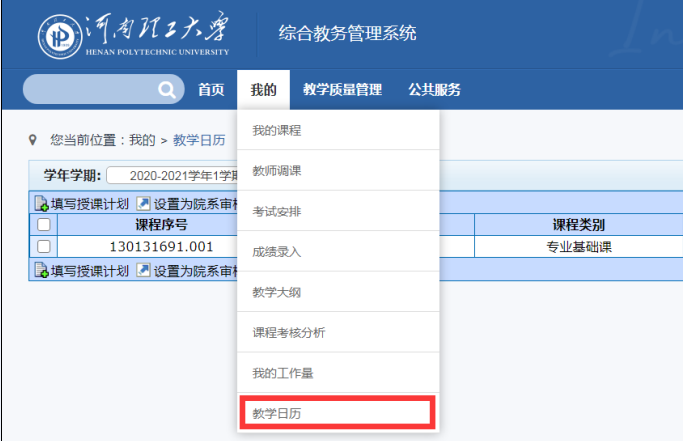 河南理工大学
HENAN POLYTECHNIC UNIVERSITY
综合教务管理系统
In
首页 我的 教学质量管理 公共服务
您当前位置：我的 > 教学日历
学年学期: 2020-2021学年1学期
填写授课计划 设置为院系审
课程序号 课程类别
130131691.001 专业基础课
填写授课计划 设置为院系审
我的课程
教师调课
考试安排
成绩录入
教学大纲
课程考核分析
我的工作量
教学日历